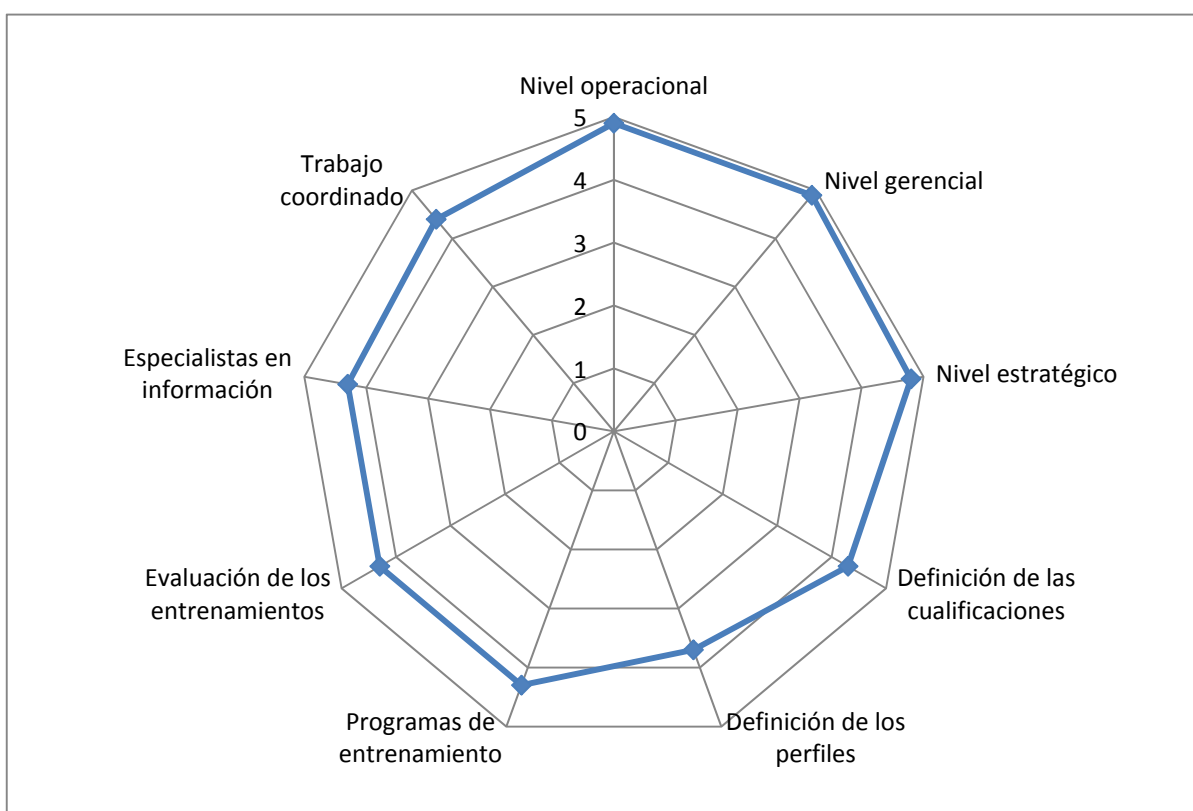 Nivel operacional
5
4
3
2
1
0
Nivel gerencial
Nivel estratégico
Definición de las
cualificaciones
Definición de los
perfiles
Programas de
entrenamiento
Evaluación de los
entrenamientos
Especialistas en
información
Trabajo
coordinado